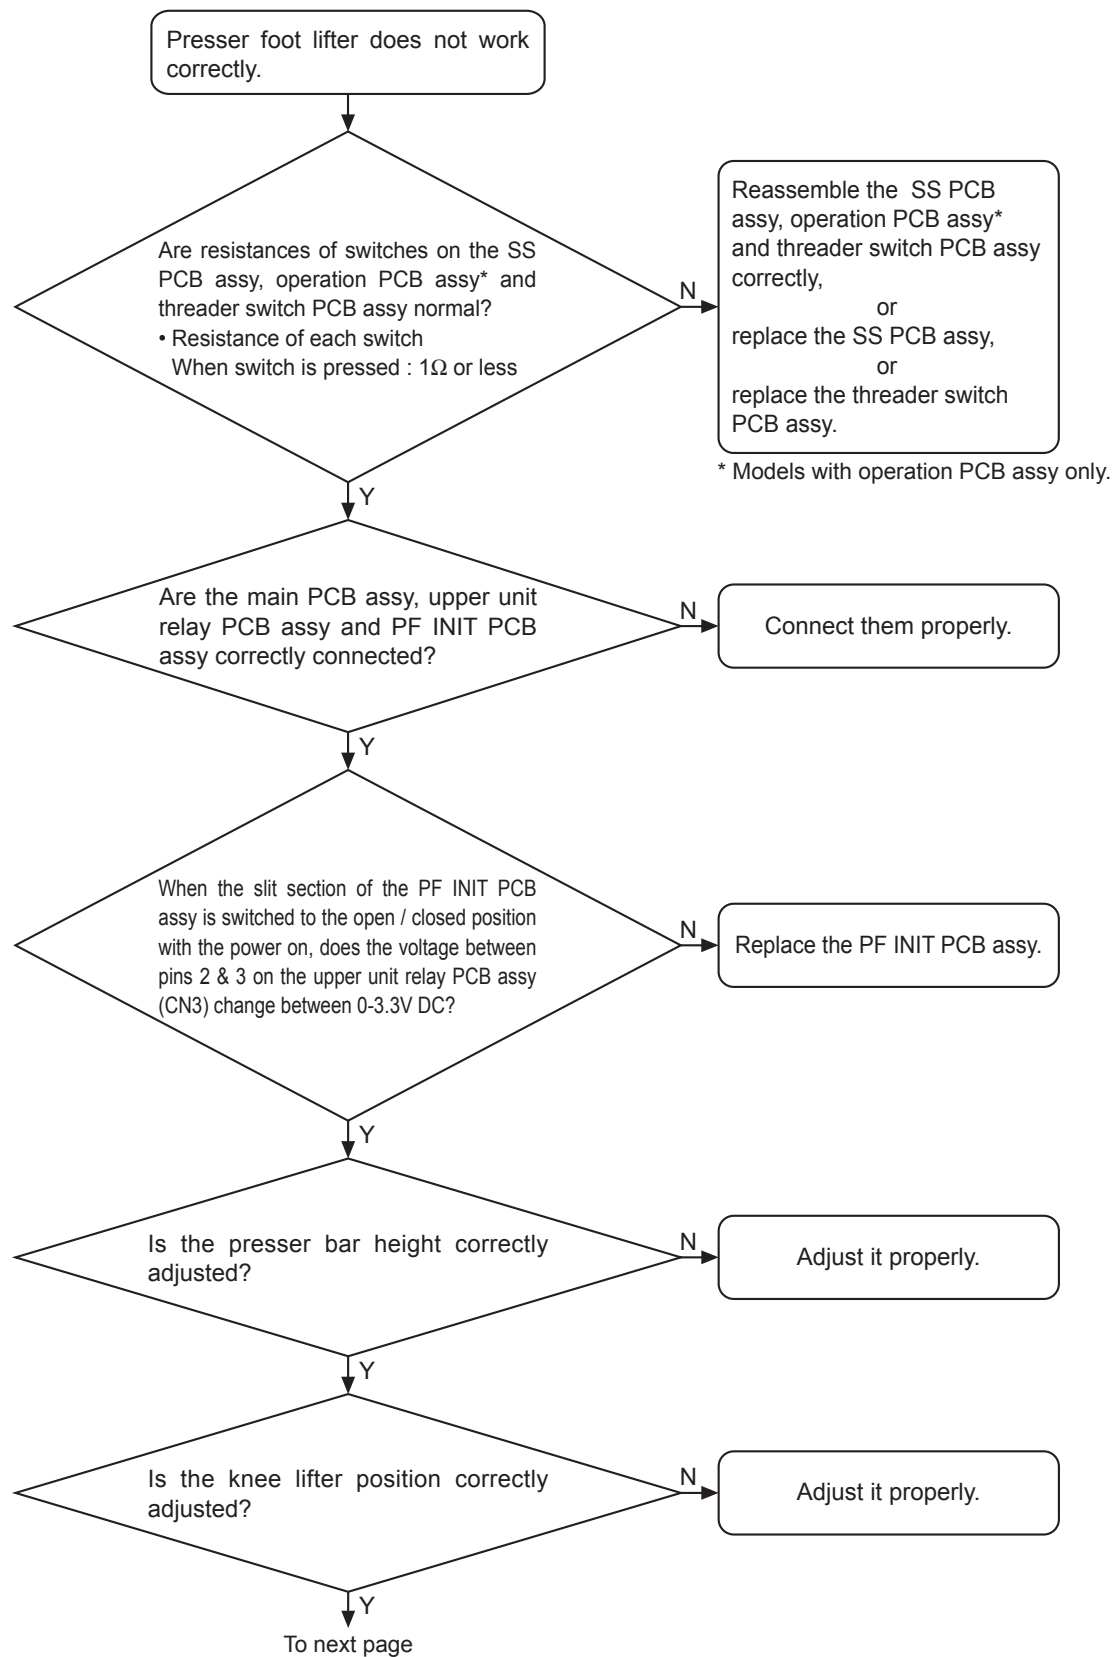 Presser foot lifter does not work
correctly.
Are resistances of switches on the SS
PCB assy, operation PCB assy* and
threader switch PCB assy normal?
• Resistance of each switch
When switch is pressed : 1Ω or less
N
Reassemble the SS PCB
assy, operation PCB assy*
and threader switch PCB assy
correctly,
or
replace the SS PCB assy,
or
replace the threader switch
PCB assy.
* Models with operation PCB assy only.
Y
Are the main PCB assy, upper unit
relay PCB assy and PF INIT PCB
assy correctly connected?
N
Connect them properly.
Y
When the slit section of the PF INIT PCB
assy is switched to the open / closed position
with the power on, does the voltage between
pins 2 & 3 on the upper unit relay PCB assy
(CN3) change between 0-3.3V DC?
N
Replace the PF INIT PCB assy.
Y
Is the presser bar height correctly
adjusted?
N
Adjust it properly.
Y
Is the knee lifter position correctly
adjusted?
N
Adjust it properly.
Y
To next page